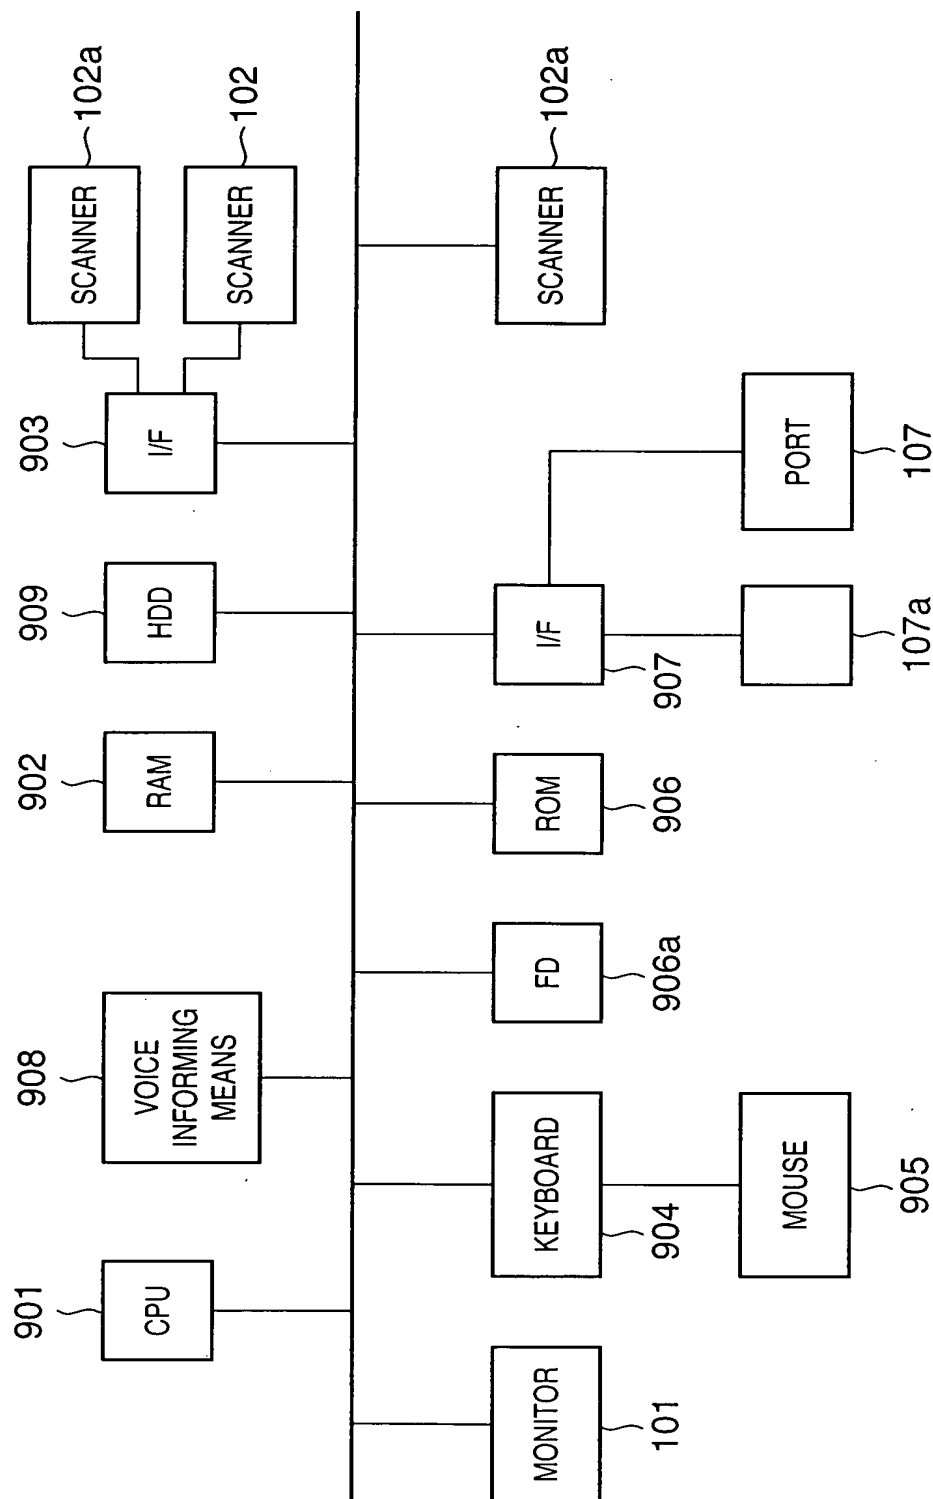 901
CPU
908
VOICE
INFORMING
MEANS
902
RAM
909
HDD
903
I/F
SCANNER
102a
SCANNER
102
MONITOR
101
KEYBOARD
904
MOUSE
905
FD
906a
ROM
906
I/F
907
107a
PORT
107
SCANNER
102a